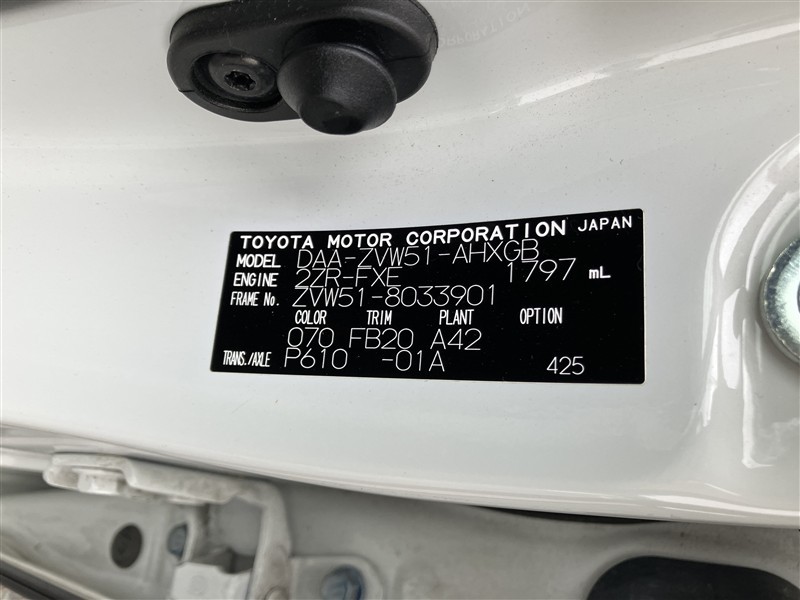 TOYOTA MOTOR CORPORATION JAPAN
MODEL DAA-ZVW51-AHXGB
ENGINE 2ZR-FXE 1797 mL
FRAME No. ZVW51-8033901
COLOR TRIM PLANT OPTION
070 FB20 A42
TRANS./AXLE P610 -01A 425